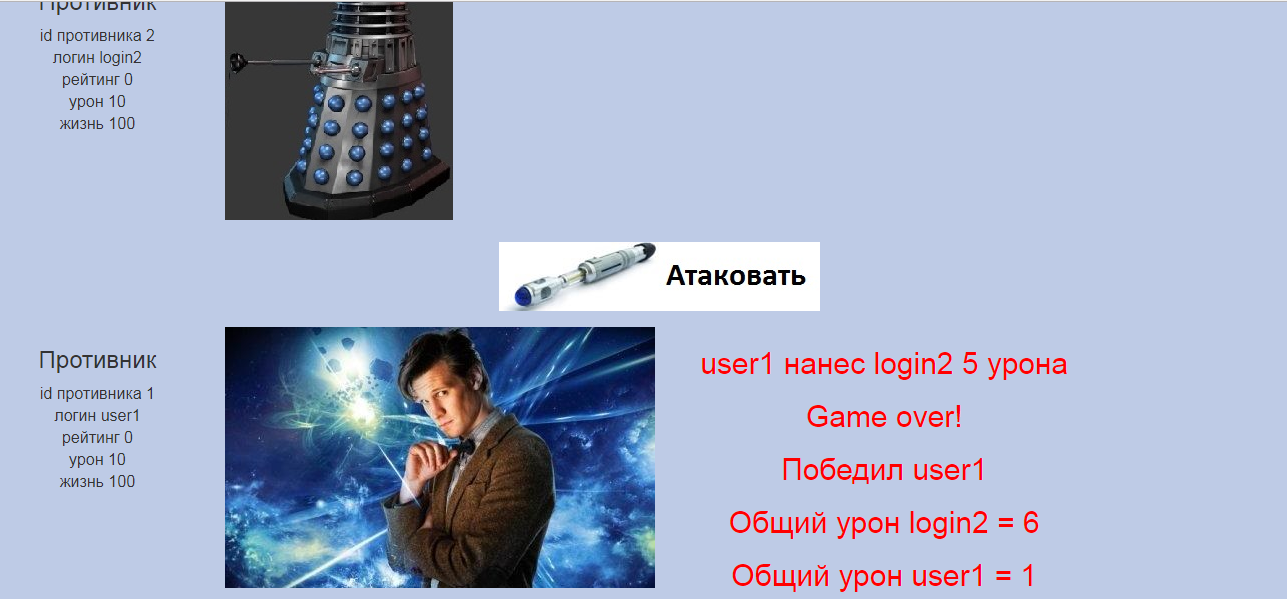 Противник
id противника 2
логин login2
рейтинг 0
урон 10
жизнь 100
Атаковать
Противник
id противника 1
логин user1
рейтинг 0
урон 10
жизнь 100
user1 нанес login2 5 урона
Game over!
Победил user1
Общий урон login2 = 6
Общий урон user1 = 1